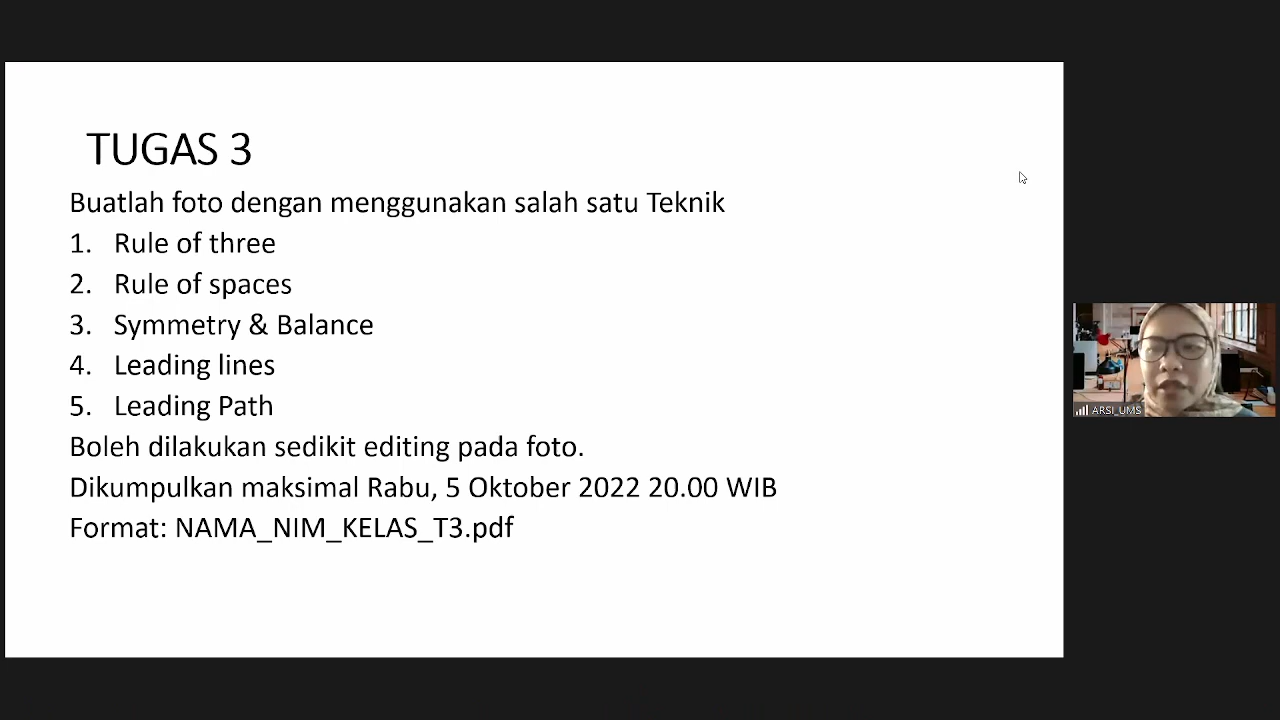 TUGAS 3
Buatlah foto dengan menggunakan salah satu Teknik
1. Rule of three
2. Rule of spaces
3. Symmetry & Balance
4. Leading lines
5. Leading Path
Boleh dilakukan sedikit editing pada foto.
Dikumpulkan maksimal Rabu, 5 Oktober 2022 20.00 WIB
Format: NAMA_NIM_KELAS_T3.pdf
ARSI_UMS